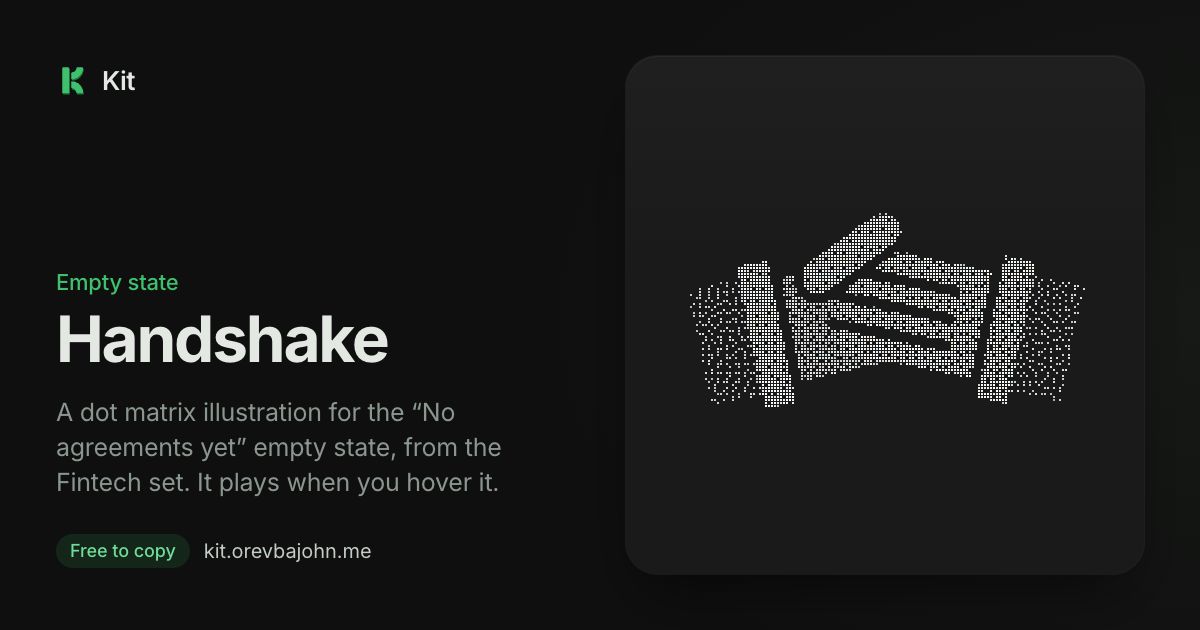 Kit
Empty state
Handshake
A dot matrix illustration for the “No
agreements yet” empty state, from the
Fintech set. It plays when you hover it.
Free to copy
kit.orevbajohn.me